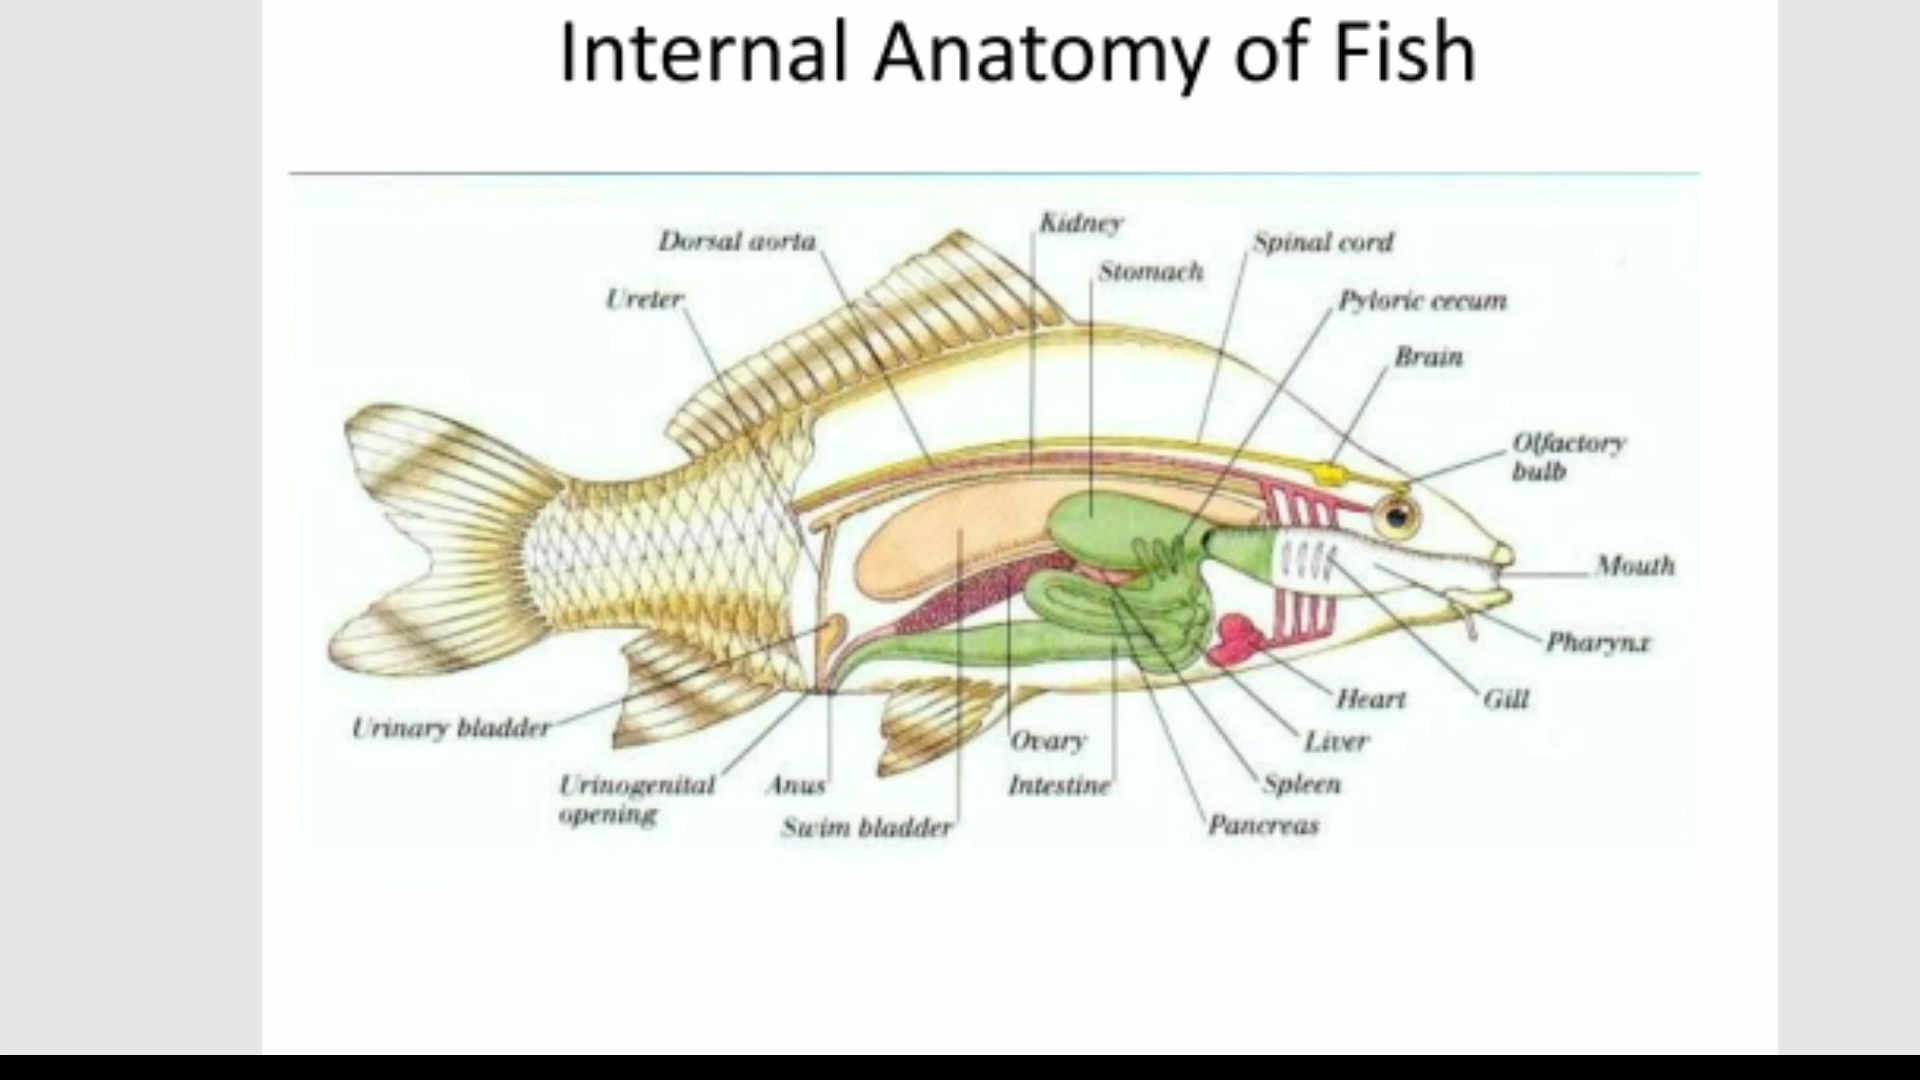 Internal Anatomy of Fish
Kidney
Dorsal aorta
Spinal cord
Stomach
Ureter
Pyloric cecum
Brain
Olfactory
bulb
Mouth
Pharynx
Heart
Gill
Urinary bladder
Ovary
Liver
Urinogenital
opening
Anus
Intestine
Spleen
Swim bladder
Pancreas